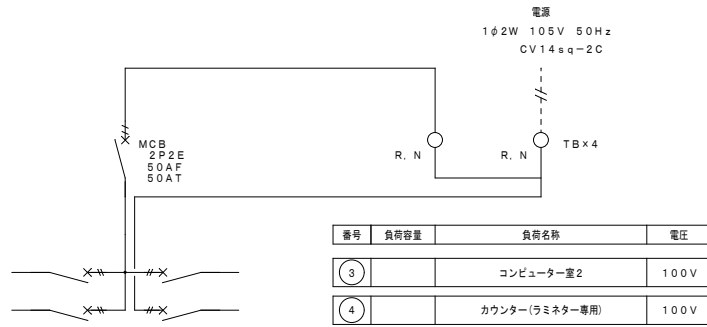 電源
1φ2W 105V 50Hz
CV14sq-2C
MCB
2P2E
50AF
50AT
R, N
R, N
TB×4
番号 負荷容量 負荷名称 電圧
3 コンピューター室2 100V
4 カウンター(ラミネター専用) 100V